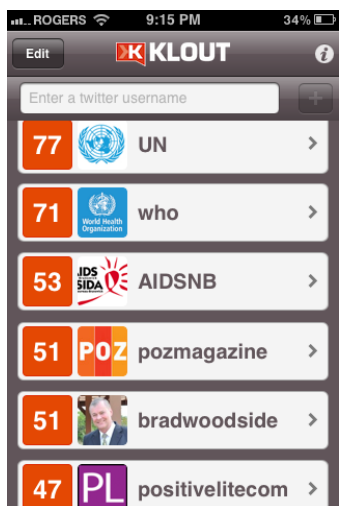 ROGERS 9:15 PM 34%
Edit K KLOUT i
Enter a twitter username +
77 UN
71 World Health Organization who
53 SIDA AIDSNB
51 POZ pozmagazine
51 bradwoodside
47 PL positivelitecom